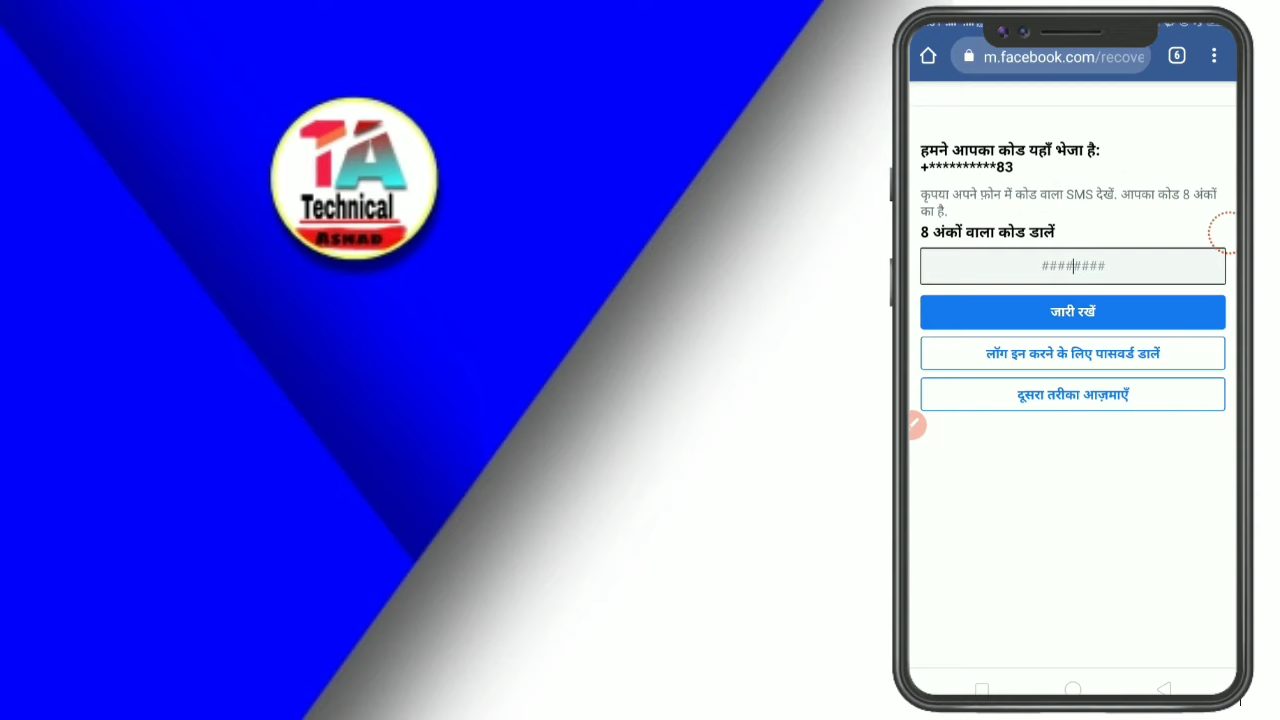 TA
Technical
ASHAD
m.facebook.com/recove
6
हमने आपका कोड यहाँ भेजा है:
+**********83
कृपया अपने फ़ोन में कोड वाला SMS देखें. आपका कोड 8 अंकों
का है.
8 अंकों वाला कोड डालें
########
जारी रखें
लॉग इन करने के लिए पासवर्ड डालें
दूसरा तरीका आज़माएँ